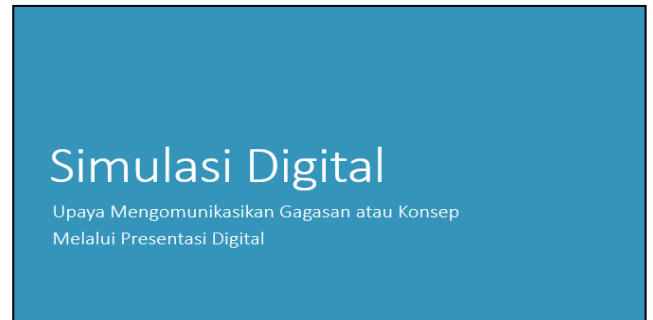 Simulasi Digital
Upaya Mengomunikasikan Gagasan atau Konsep
Melalui Presentasi Digital